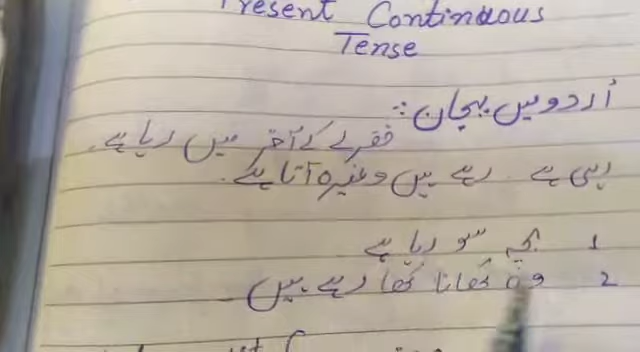 Present Continuous
Tense
اُردو میں پہچان :۔
فقرے کے آخر میں رہا ہے۔
رہی ہے۔ رہے ہیں وغیرہ آتا ہے۔
1 بچہ سو رہا ہے
2 وہ کھانا کھا رہے ہیں۔